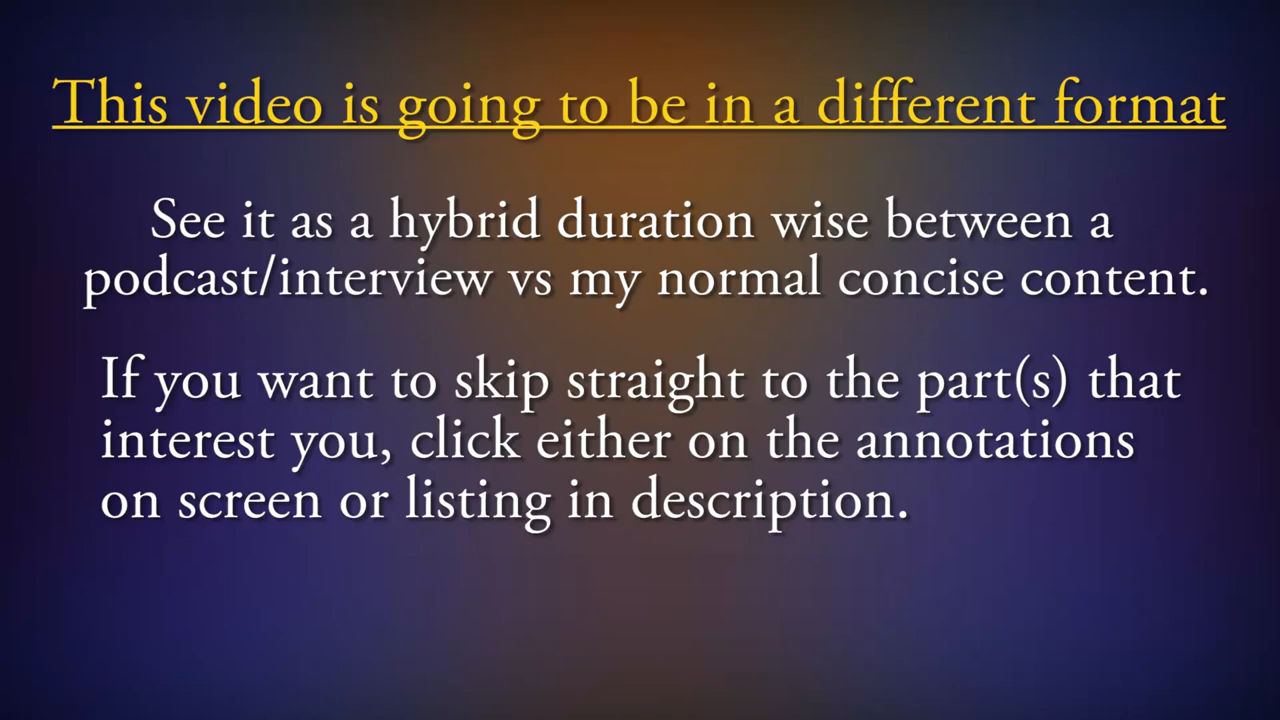 This video is going to be in a different format
See it as a hybrid duration wise between a
podcast/interview vs my normal concise content.
If you want to skip straight to the part(s) that
interest you, click either on the annotations
on screen or listing in description.